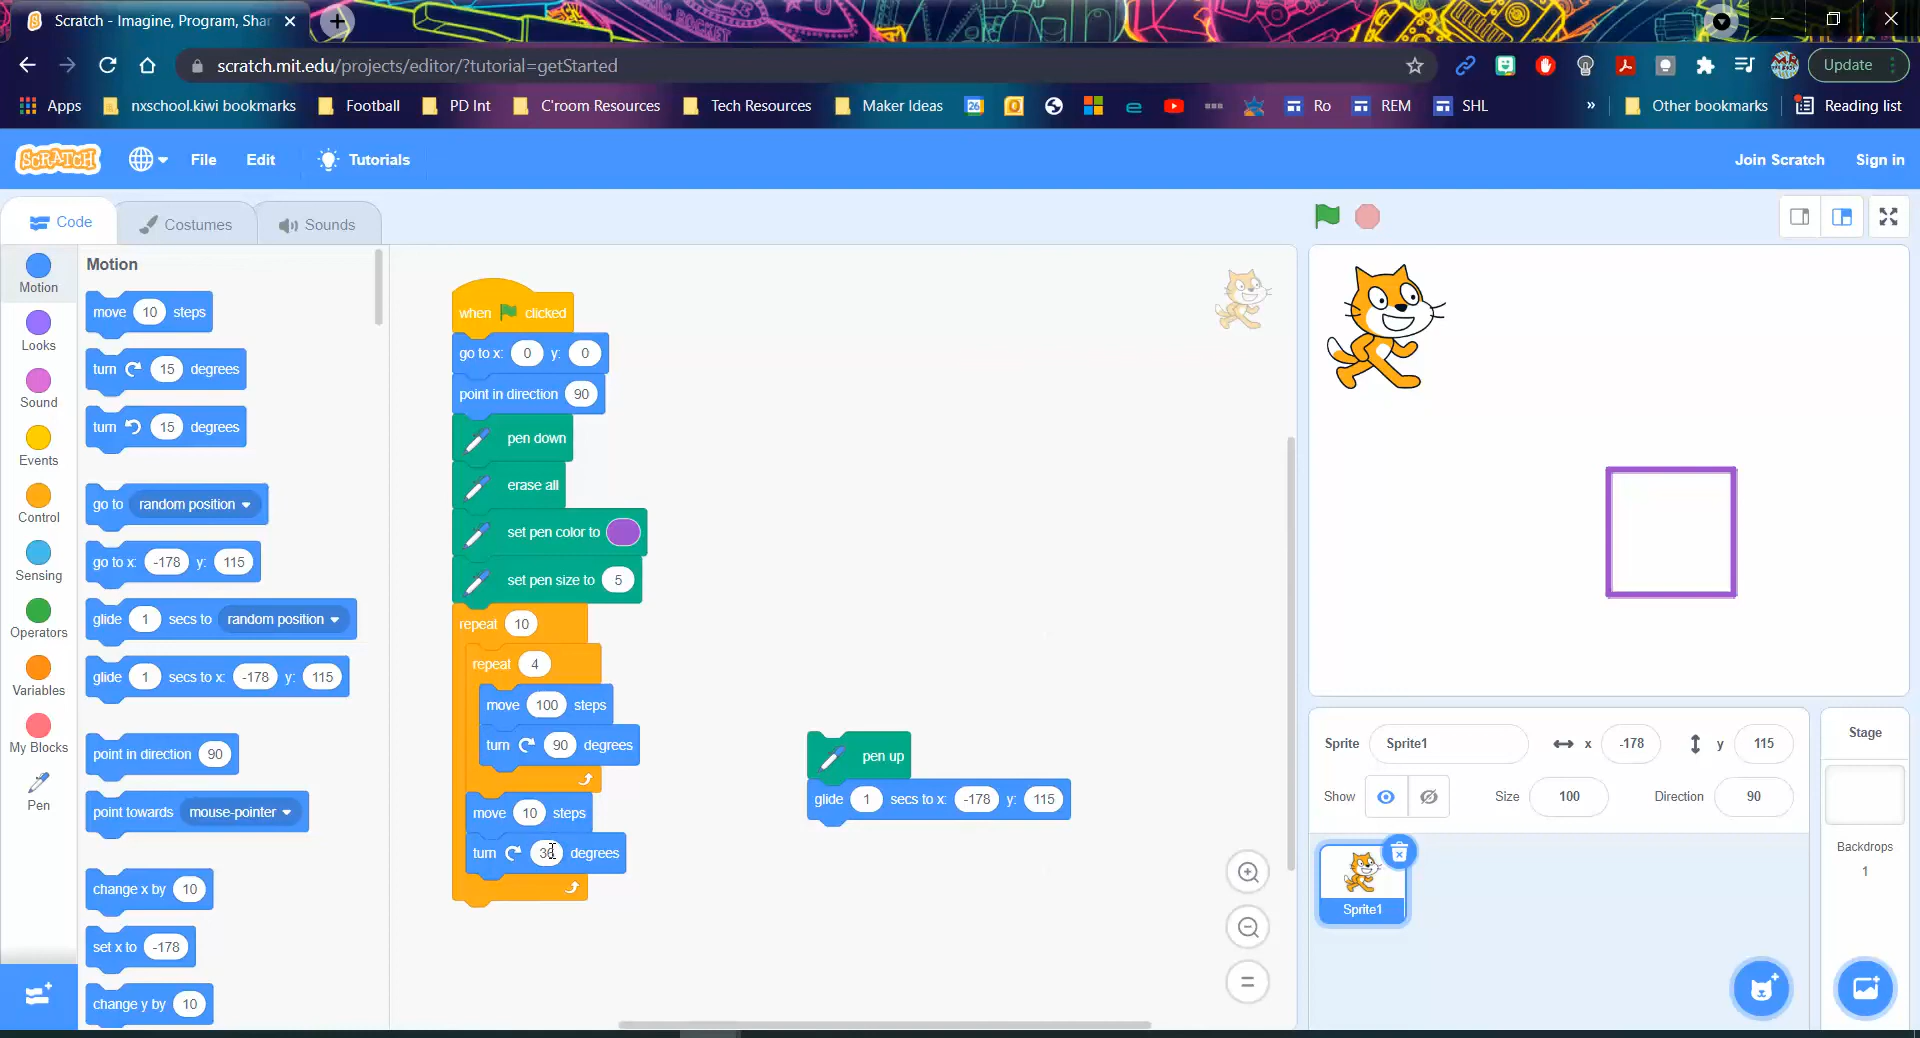 Scratch - Imagine, Program, Shar
scratch.mit.edu/projects/editor/?tutorial=getStarted
Update
Apps
nxschool.kiwi bookmarks
Football
PD Int
C'room Resources
Tech Resources
Maker Ideas
26
Ro
REM
SHL
»
Other bookmarks
Reading list
SCRATCH
File
Edit
Tutorials
Join Scratch
Sign in
Code
Costumes
Sounds
Motion
Looks
Sound
Events
Control
Sensing
Operators
Variables
My Blocks
Pen
Motion
move 10 steps
turn 15 degrees
turn 15 degrees
go to random position
go to x: -178 y: 115
glide 1 secs to random position
glide 1 secs to x: -178 y: 115
point in direction 90
point towards mouse-pointer
change x by 10
set x to -178
change y by 10
when clicked
go to x: 0 y: 0
point in direction 90
pen down
erase all
set pen color to
set pen size to 5
repeat 10
repeat 4
move 100 steps
turn 90 degrees
move 10 steps
turn 36 degrees
pen up
glide 1 secs to x: -178 y: 115
Sprite Sprite1 x -178 y 115
Show Size 100 Direction 90
Sprite1
Stage
Backdrops
1